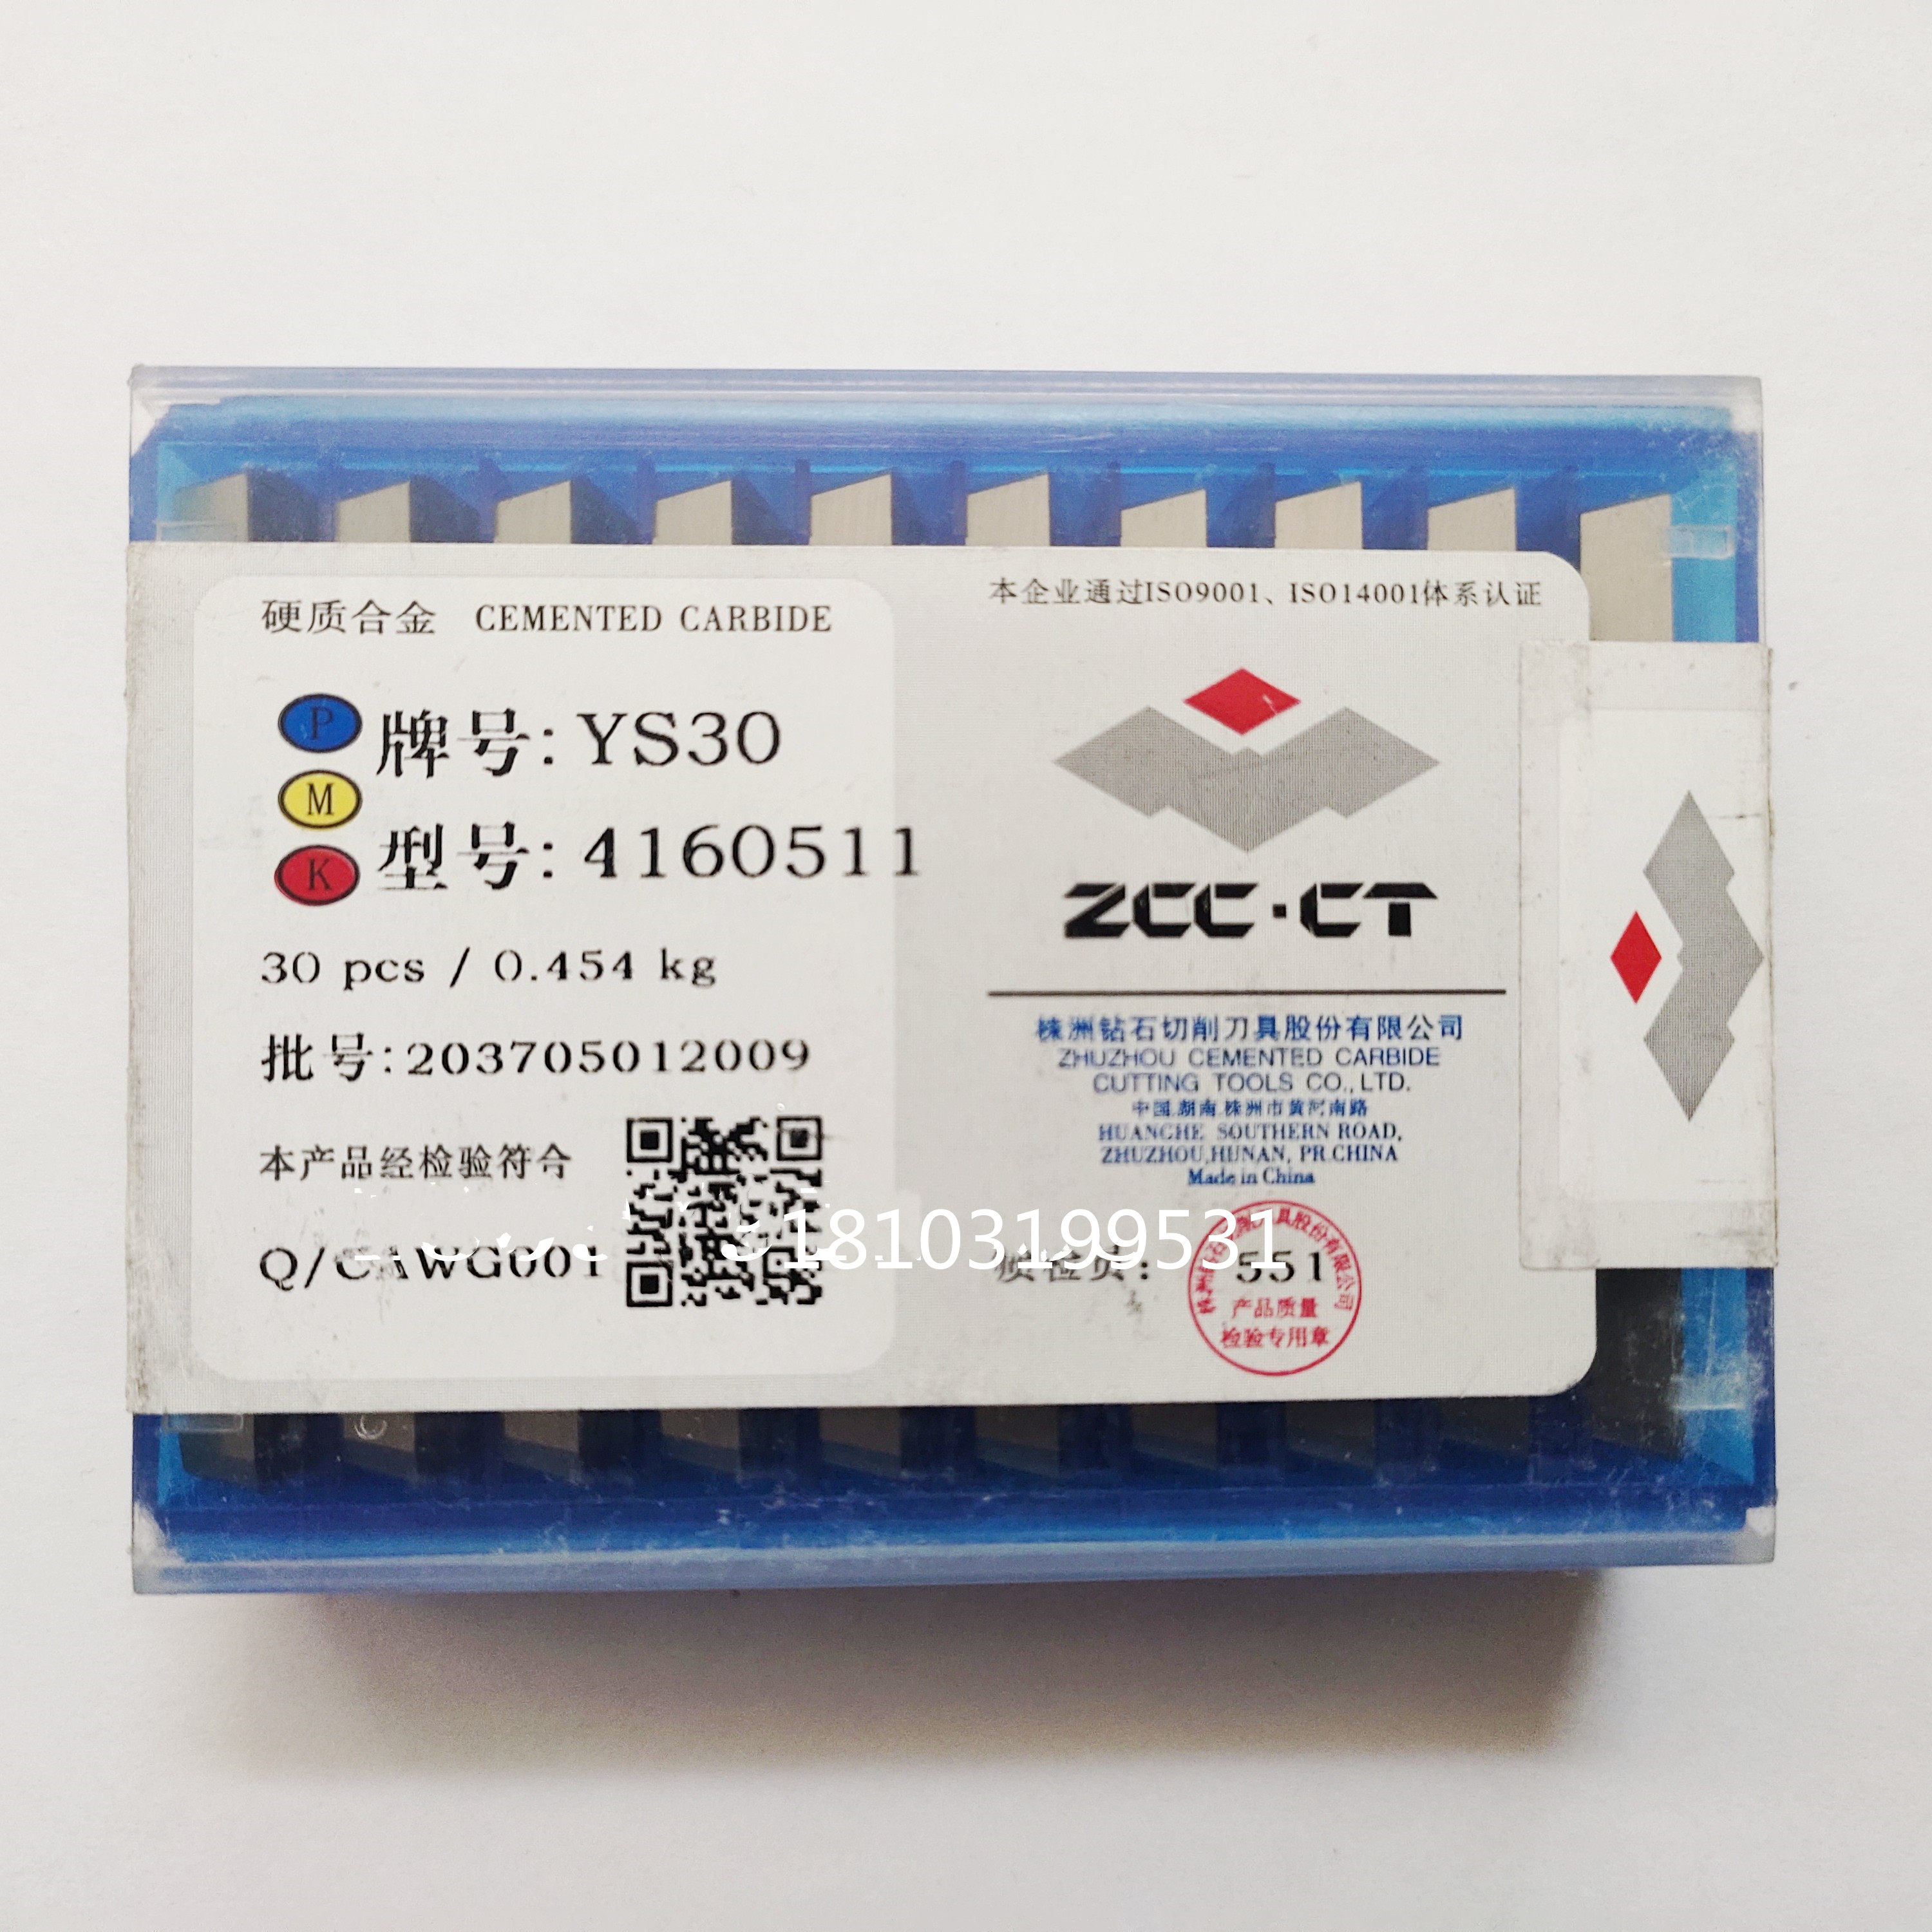 硬质合金 CEMENTED CARBIDE
P
牌号: YS30
M
型号: 4160511
K
30 pcs / 0.454 kg
批号:203705012009
本产品经检验符合
本企业通过ISO9001、ISO14001体系认证
ZCC·CT
株洲钻石切削刀具股份有限公司
ZHUZHOU CEMENTED CARBIDE
CUTTING TOOLS CO.,LTD.
中国.湖南.株洲市黄河南路
HUANGHE SOUTHERN ROAD,
ZHUZHOU,HUNAN, PR.CHINA
Made in China
18103199531
质检员:
551
产品质量
检验专用章